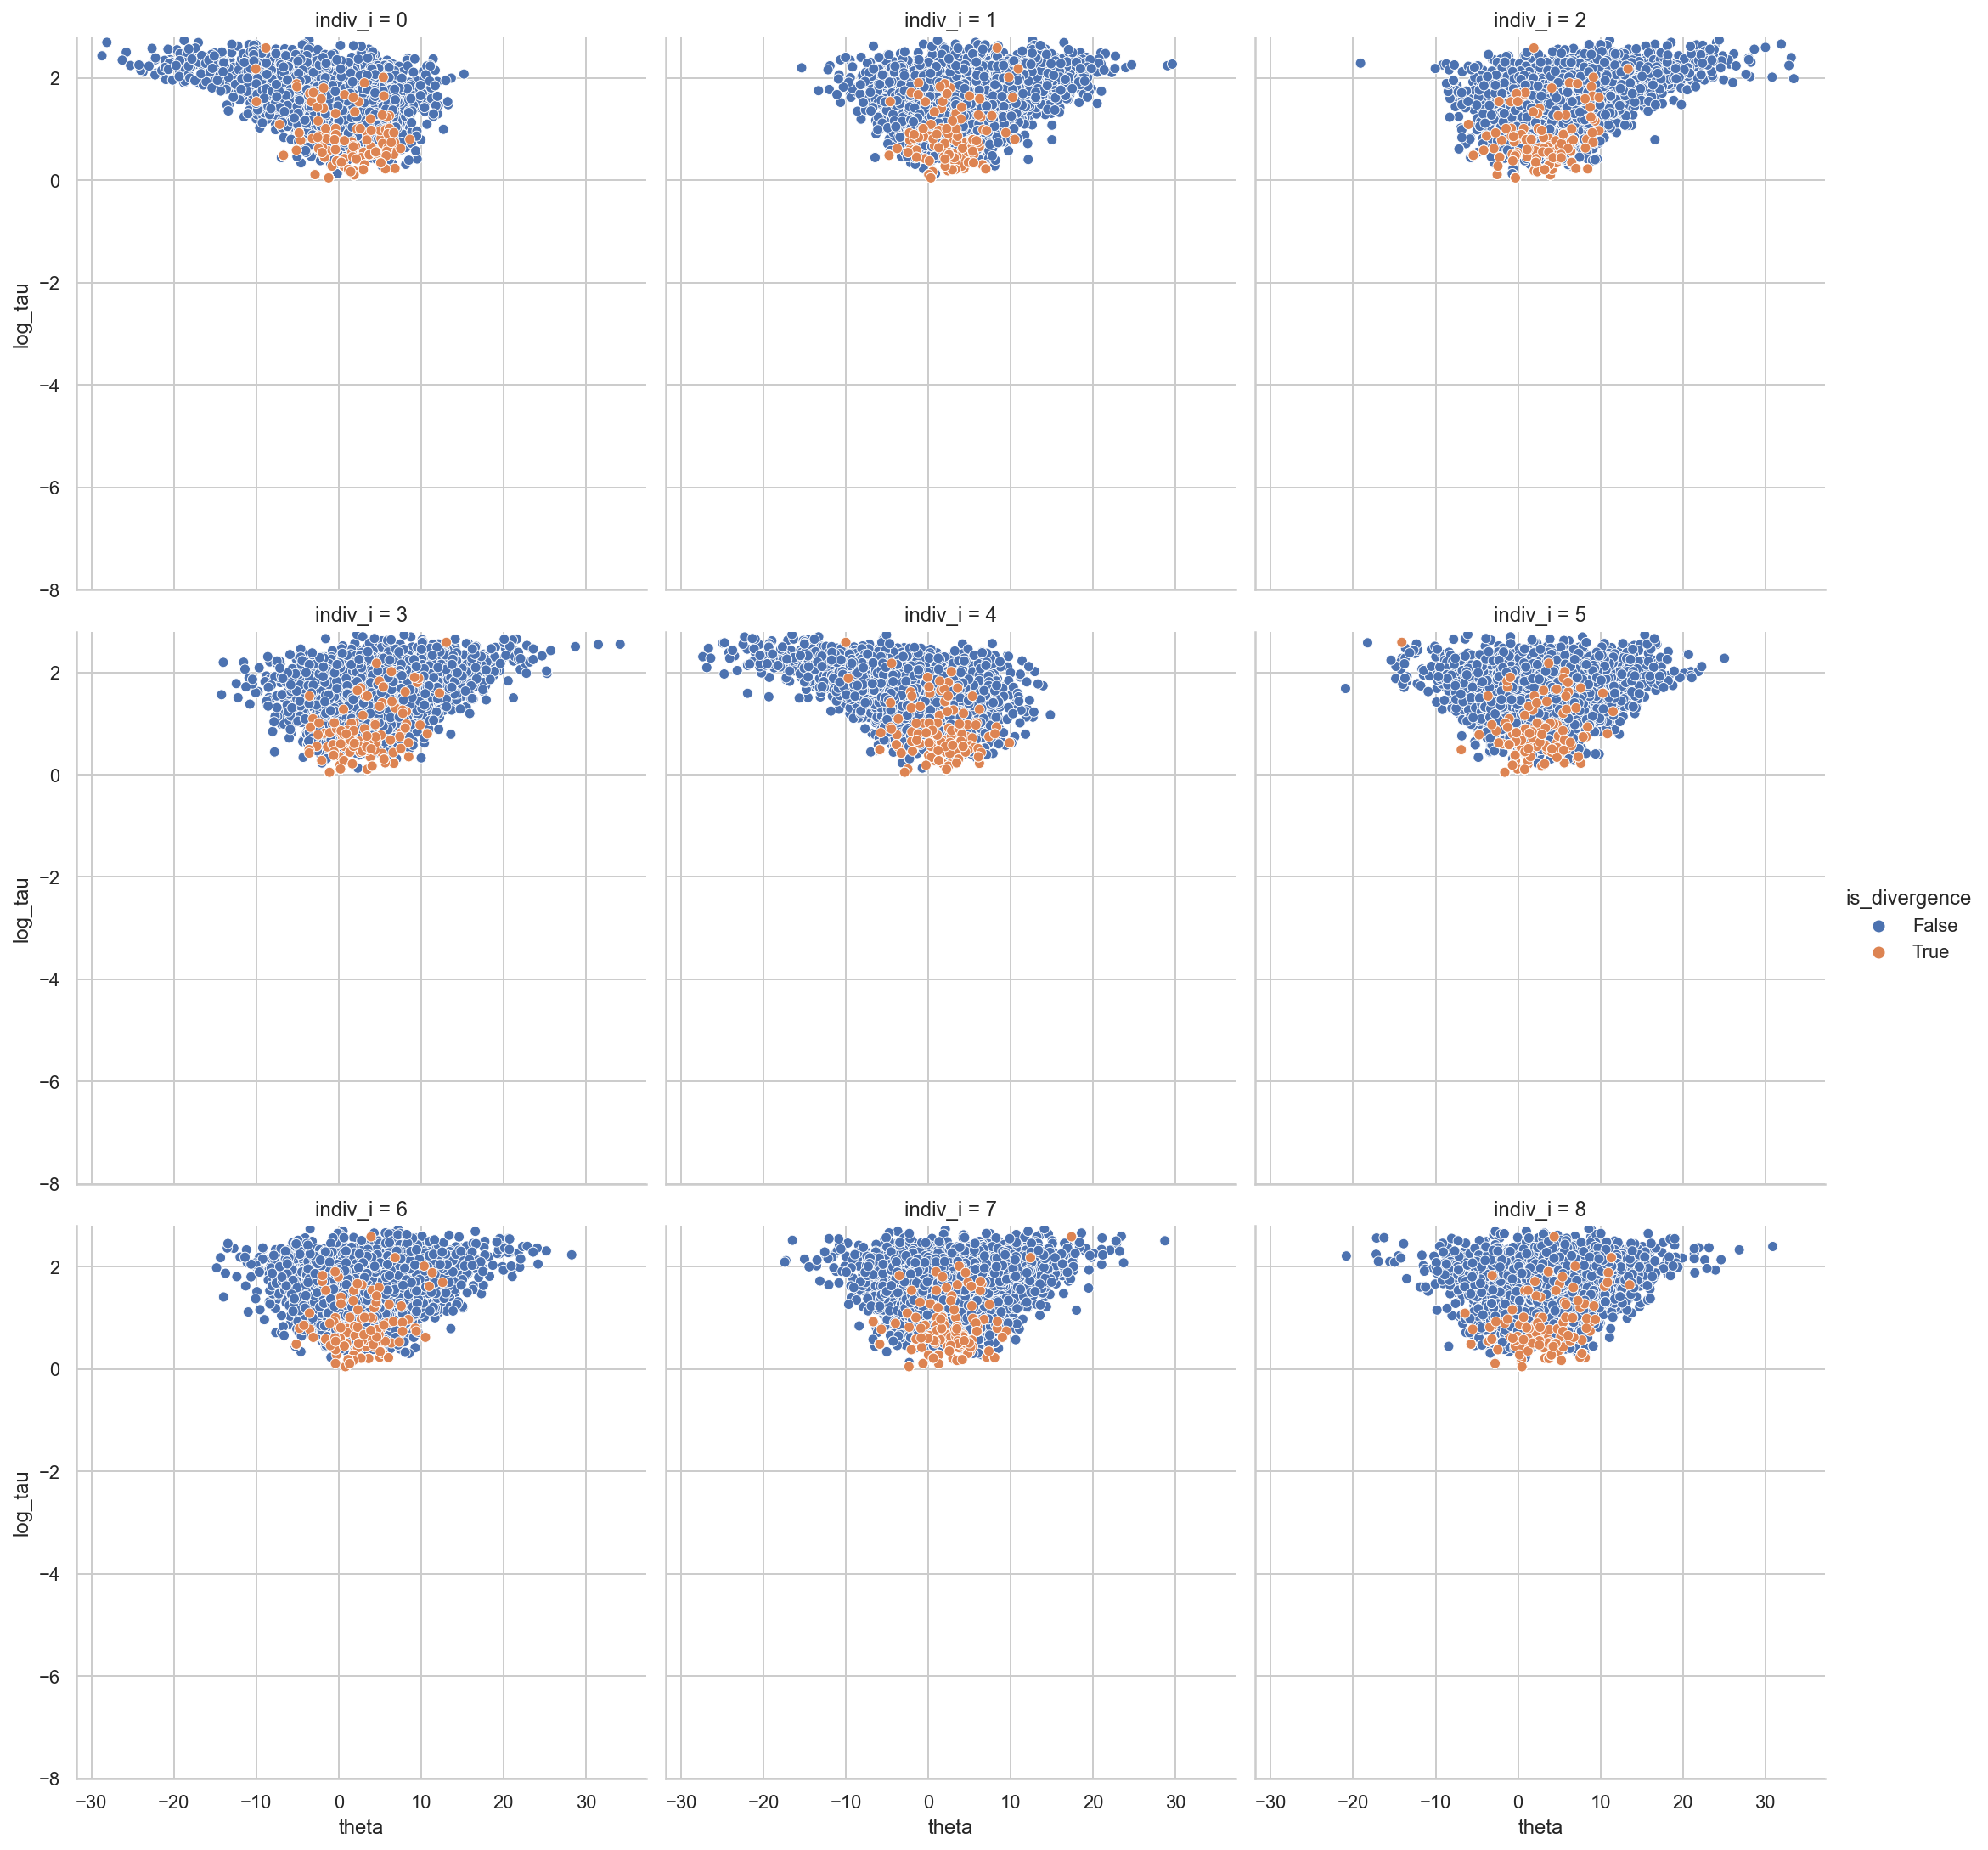 indiv_i = 0 indiv_i = 1 indiv_i = 2
2
0
−2
log_tau
−4
−6
−8
indiv_i = 3 indiv_i = 4 indiv_i = 5
2
0
−2
log_tau
−4
−6
−8
is_divergence
False
True
indiv_i = 6 indiv_i = 7 indiv_i = 8
2
0
−2
log_tau
−4
−6
−8
−30 −20 −10 0 10 20 30 −30 −20 −10 0 10 20 30 −30 −20 −10 0 10 20 30
theta theta theta